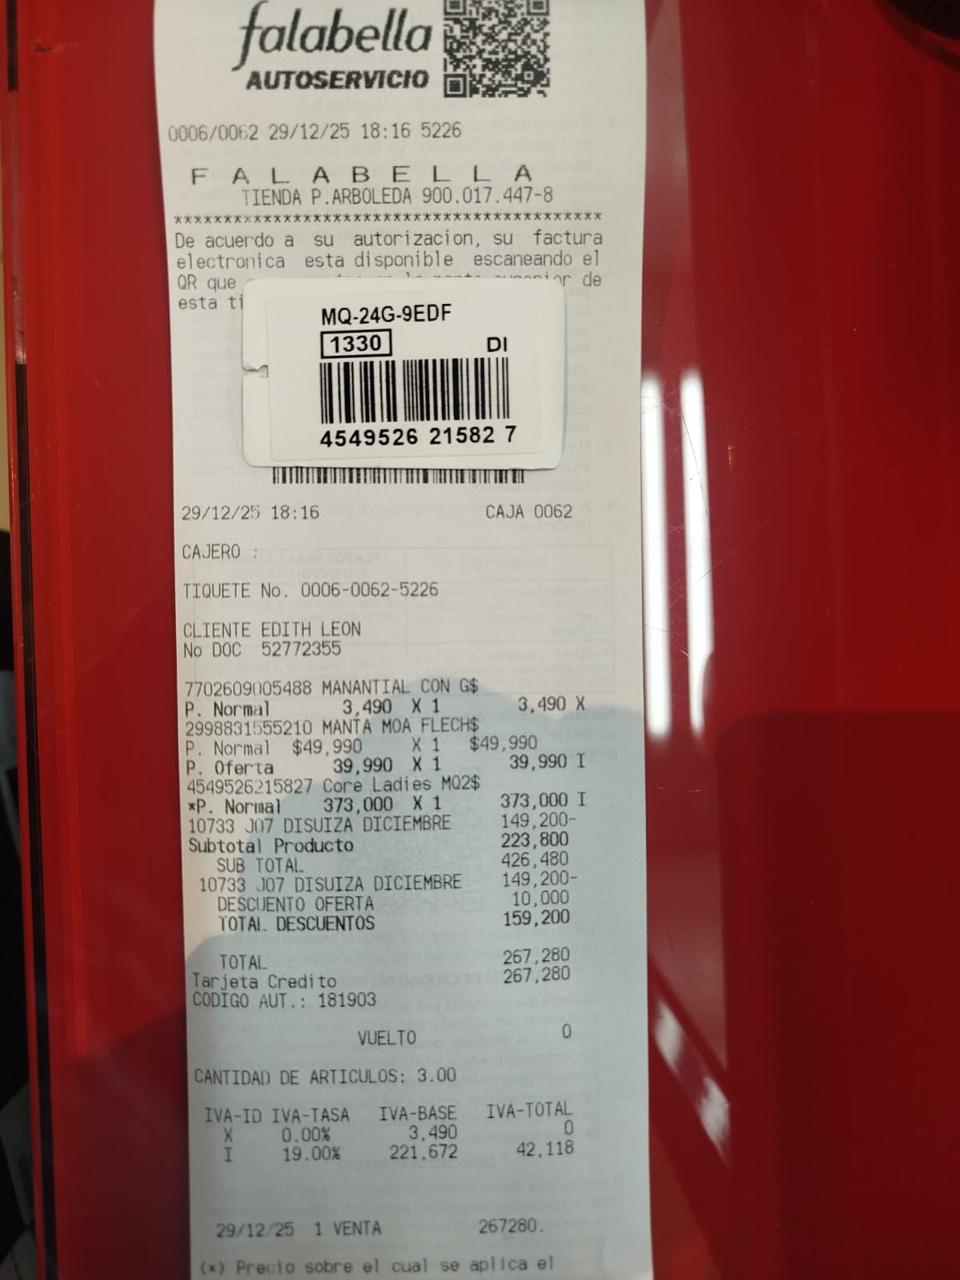 falabella
AUTOSERVICIO
0006/0062 29/12/25 18:16 5226
F A L A B E L L A
TIENDA P.ARBOLEDA 900.017.447-8
*******************************************
De acuerdo a su autorizacion, su factura
electronica esta disponible escaneando el
QR que superior de
esta ti
MQ-24G-9EDF
1330 DI
4549526 21582 7
29/12/25 18:16 CAJA 0062
CAJERO :
TIQUETE No. 0006-0062-5226
CLIENTE EDITH LEON
No DOC 52772355
7702609005488 MANANTIAL CON G$
P. Normal 3,490 X 1 3,490 X
2998831555210 MANTA MOA FLECH$
P. Normal $49,990 X 1 $49,990
P. Oferta 39,990 X 1 39,990 I
4549526215827 Core Ladies MQ2$
*P. Normal 373,000 X 1 373,000 I
10733 J07 DISUIZA DICIEMBRE 149,200-
Subtotal Producto 223,800
SUB TOTAL 426,480
10733 J07 DISUIZA DICIEMBRE 149,200-
DESCUENTO OFERTA 10,000
TOTAL DESCUENTOS 159,200
TOTAL 267,280
Tarjeta Credito 267,280
CODIGO AUT.: 181903
VUELTO 0
CANTIDAD DE ARTICULOS: 3.00
IVA-ID IVA-TASA IVA-BASE IVA-TOTAL
X 0.00% 3,490 0
I 19.00% 221,672 42,118
29/12/25 1 VENTA 267280.
(*) Precio sobre el cual se aplica el